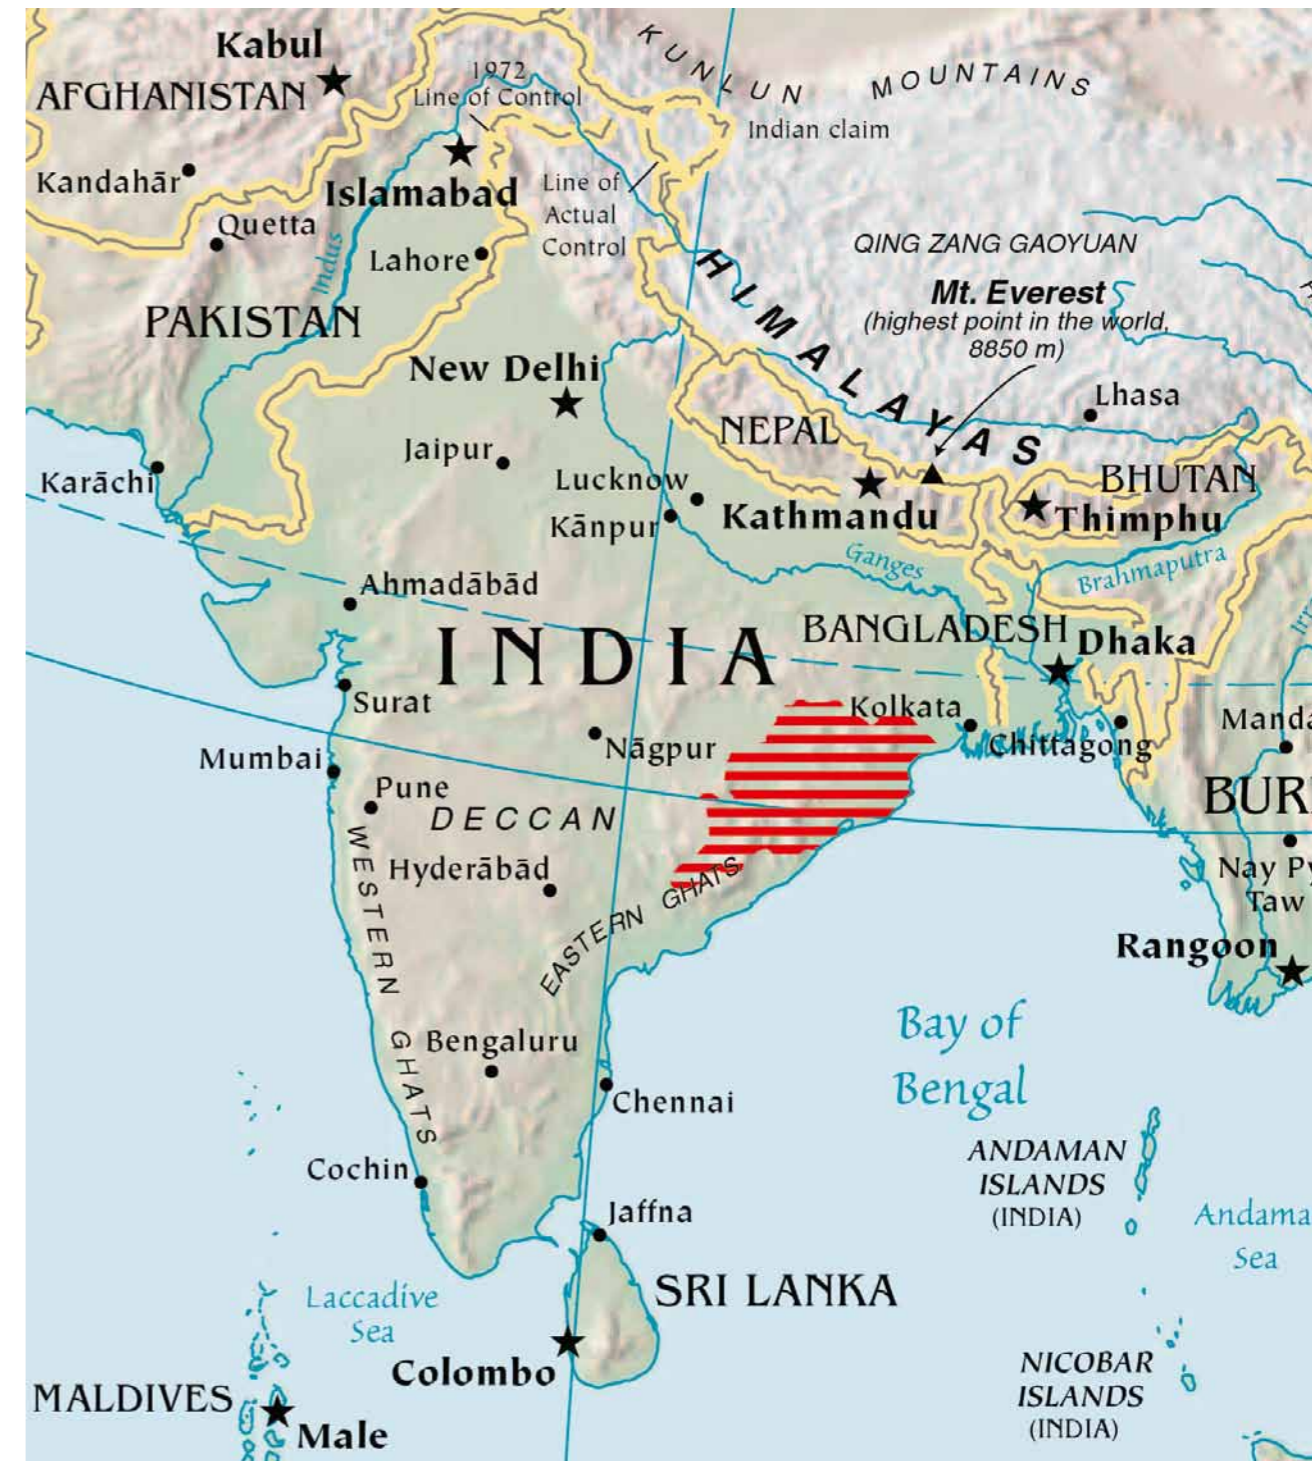 Kabul
AFGHANISTAN
1972
Line of Control
KUNLUN MOUNTAINS
Indian claim
Kandahār
Islamabad
Line of
Actual
Control
Quetta
Indus
Lahore
QING ZANG GAOYUAN
HIMALAYAS
Mt. Everest
(highest point in the world,
8850 m)
PAKISTAN
New Delhi
Lhasa
NEPAL
Jaipur
Karāchi
Lucknow
BHUTAN
Kānpur
Kathmandu
Thimphu
Ganges
Brahmaputra
Ahmadābād
INDIA
BANGLADESH
Dhaka
Surat
Kolkata
Mumbai
Nāgpur
Chittagong
Pune
DECCAN
WESTERN GHATS
Hyderābād
EASTERN GHATS
BUR
Nay Py
Taw
Rangoon
Bay of
Bengal
Bengaluru
Chennai
ANDAMAN
ISLANDS
(INDIA)
Cochin
Jaffna
Andama
Sea
Laccadive
Sea
SRI LANKA
Colombo
NICOBAR
ISLANDS
(INDIA)
MALDIVES
Male